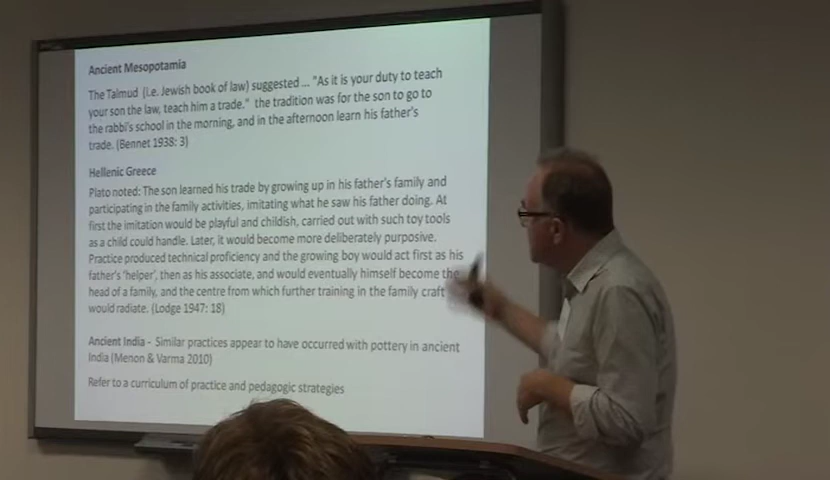 Ancient Mesopotamia
The Talmud (i.e. Jewish book of law) suggested ... "As it is your duty to teach
your son the law, teach him a trade." the tradition was for the son to go to
the rabbi's school in the morning, and in the afternoon learn his father's
trade. (Bennet 1938: 3)
Hellenic Greece
Plato noted: The son learned his trade by growing up in his father's family and
participating in the family activities, imitating what he saw his father doing. At
first the imitation would be playful and childish, carried out with such toy tools
as a child could handle. Later, it would become more deliberately purposive.
Practice produced technical proficiency and the growing boy would act first as his
father's 'helper', then as his associate, and would eventually himself become the
head of a family, and the centre from which further training in the family craft
would radiate. (Lodge 1947: 18)
Ancient India - Similar practices appear to have occurred with pottery in ancient
India (Menon & Varma 2010)
Refer to a curriculum of practice and pedagogic strategies